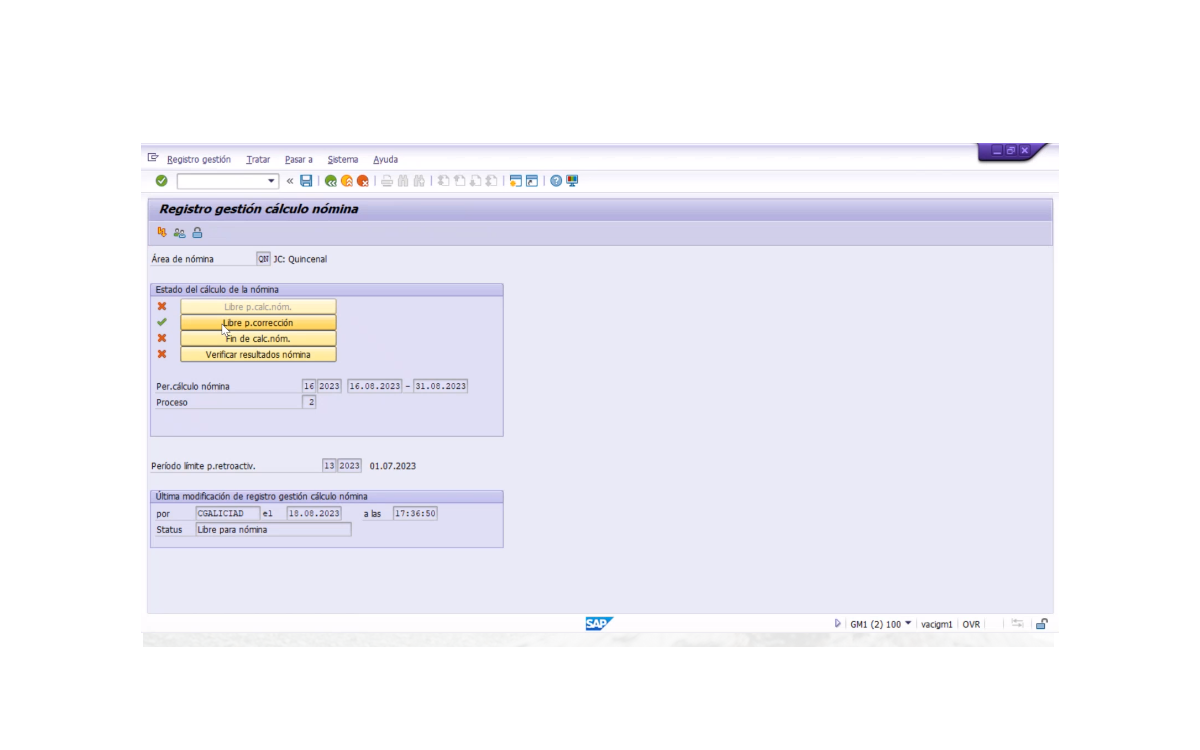 Registro gestión Tratar Pasar a Sistema Ayuda
Registro gestión cálculo nómina
Área de nómina QN JC: Quincenal
Estado del cálculo de la nómina
Libre p.calc.nóm.
Libre p.corrección
Fin de calc.nóm.
Verificar resultados nómina
Per.cálculo nómina 16 2023 16.08.2023 - 31.08.2023
Proceso 2
Período límite p.retroactiv. 13 2023 01.07.2023
Última modificación de registro gestión cálculo nómina
por CGALICIAD el 18.08.2023 a las 17:36:50
Status Libre para nómina
SAP GM1 (2) 100 vacigm1 OVR